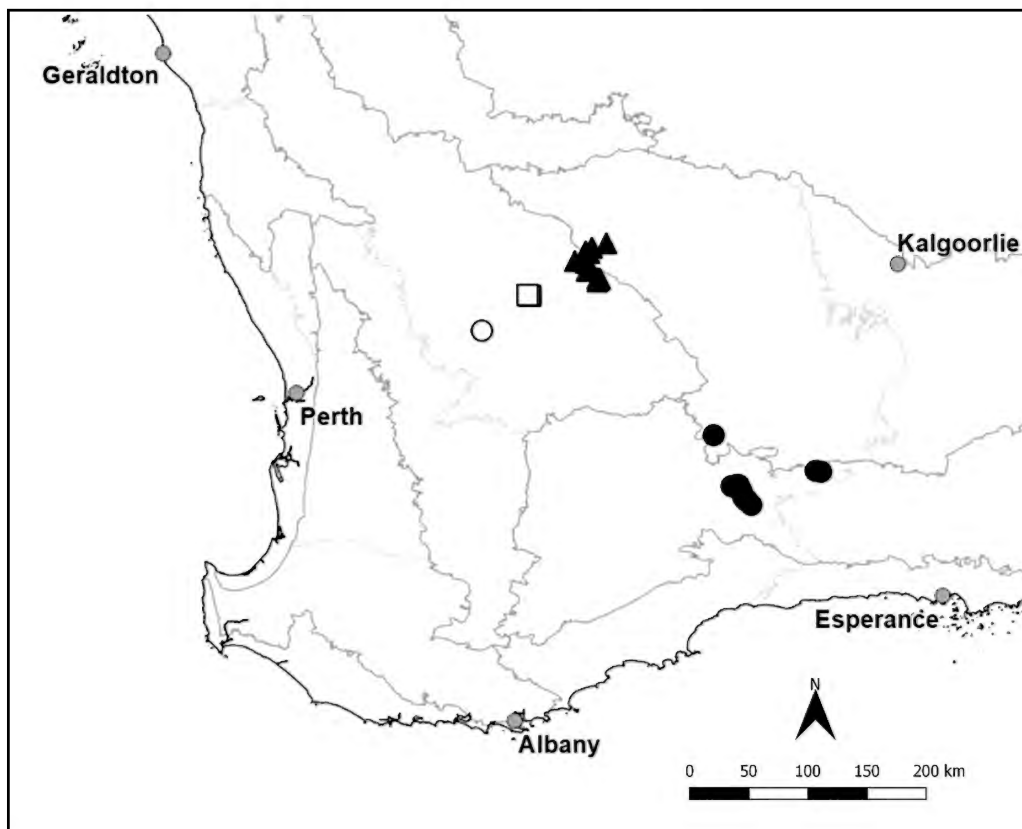 Geraldton
Kalgoorlie
Perth
Esperance
N
Albany
0 50 100 150 200 km